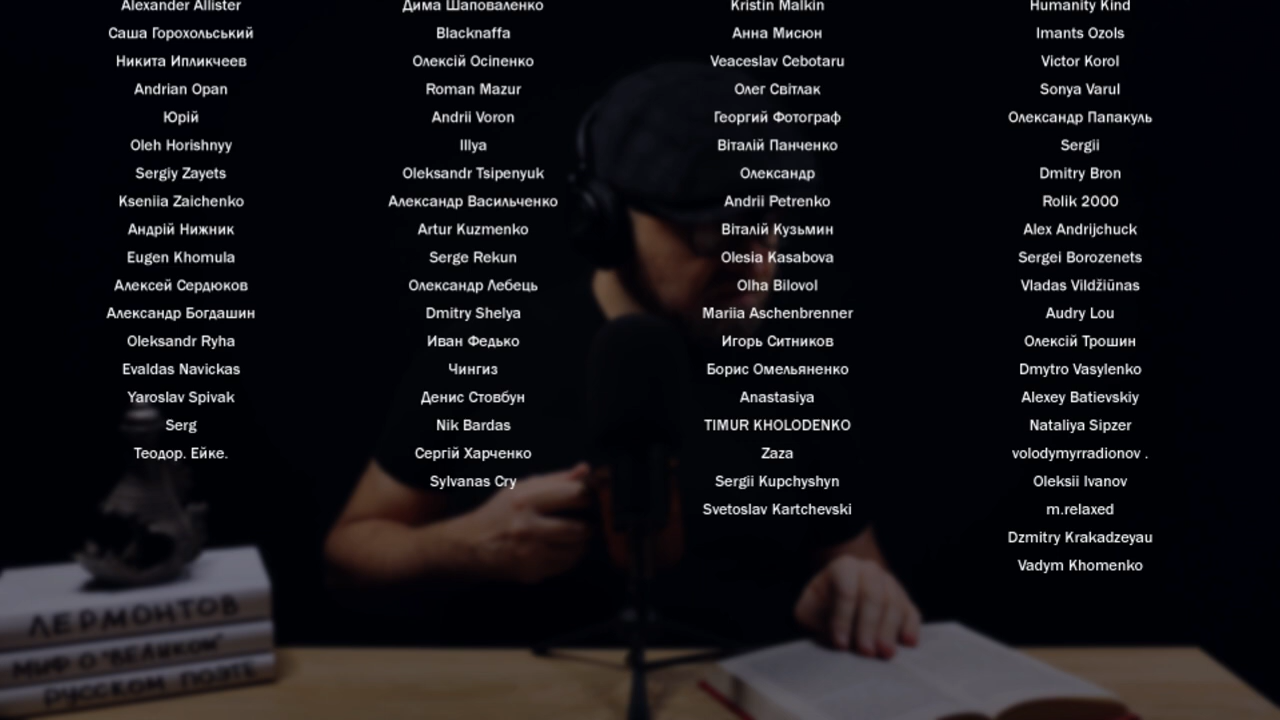 Alexander Allister
Саша Горохольський
Никита Ипликчеев
Andrian Opan
Юрій
Oleh Horishnyy
Sergiy Zayets
Kseniia Zaichenko
Андрій Нижник
Eugen Khomula
Алексей Сердюков
Александр Богдашин
Oleksandr Ryha
Evaldas Navickas
Yaroslav Spivak
Serg
Теодор. Ейке.
Дима Шаповаленко
Blacknaffa
Олексій Осіпенко
Roman Mazur
Andrii Voron
Illya
Oleksandr Tsipenyuk
Александр Васильченко
Artur Kuzmenko
Serge Rekun
Олександр Лебець
Dmitry Shelya
Иван Федько
Чингиз
Денис Стовбун
Nik Bardas
Сергій Харченко
Sylvanas Cry
Kristin Malkin
Анна Мисюн
Veaceslav Cebotaru
Олег Світлак
Георгий Фотограф
Віталій Панченко
Олександр
Andrii Petrenko
Віталій Кузьмин
Olesia Kasabova
Olha Bilovol
Mariia Aschenbrenner
Игорь Ситников
Борис Омельяненко
Anastasiya
TIMUR KHOLODENKO
Zaza
Sergii Kupchyshyn
Svetoslav Kartchevski
Humanity Kind
Imants Ozols
Victor Korol
Sonya Varul
Олександр Папакуль
Sergii
Dmitry Bron
Rolik 2000
Alex Andrijchuck
Sergei Borozenets
Vladas Vildžiūnas
Audry Lou
Олексій Трошин
Dmytro Vasylenko
Alexey Batievskiy
Nataliya Sipzer
volodymyrradionov .
Oleksii Ivanov
m.relaxed
Dzmitry Krakadzeyau
Vadym Khomenko
ЛЕРМОНТОВ
МИФ О "ВЕЛИКОМ"
РУССКОМ ПОЭТЕ